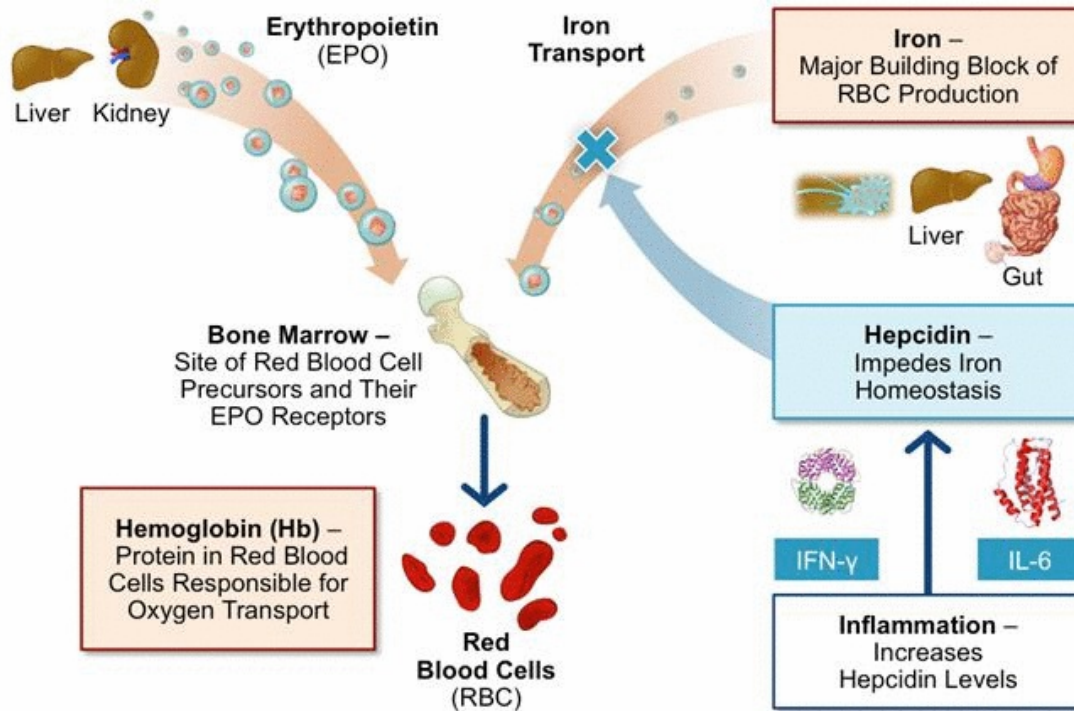 Erythropoietin
(EPO)
Liver
Kidney
Iron
Transport
Iron –
Major Building Block of
RBC Production
Liver
Gut
Bone Marrow –
Site of Red Blood Cell
Precursors and Their
EPO Receptors
Hepcidin –
Impedes Iron
Homeostasis
Hemoglobin (Hb) –
Protein in Red Blood
Cells Responsible for
Oxygen Transport
Red
Blood Cells
(RBC)
IFN-γ
IL-6
Inflammation –
Increases
Hepcidin Levels